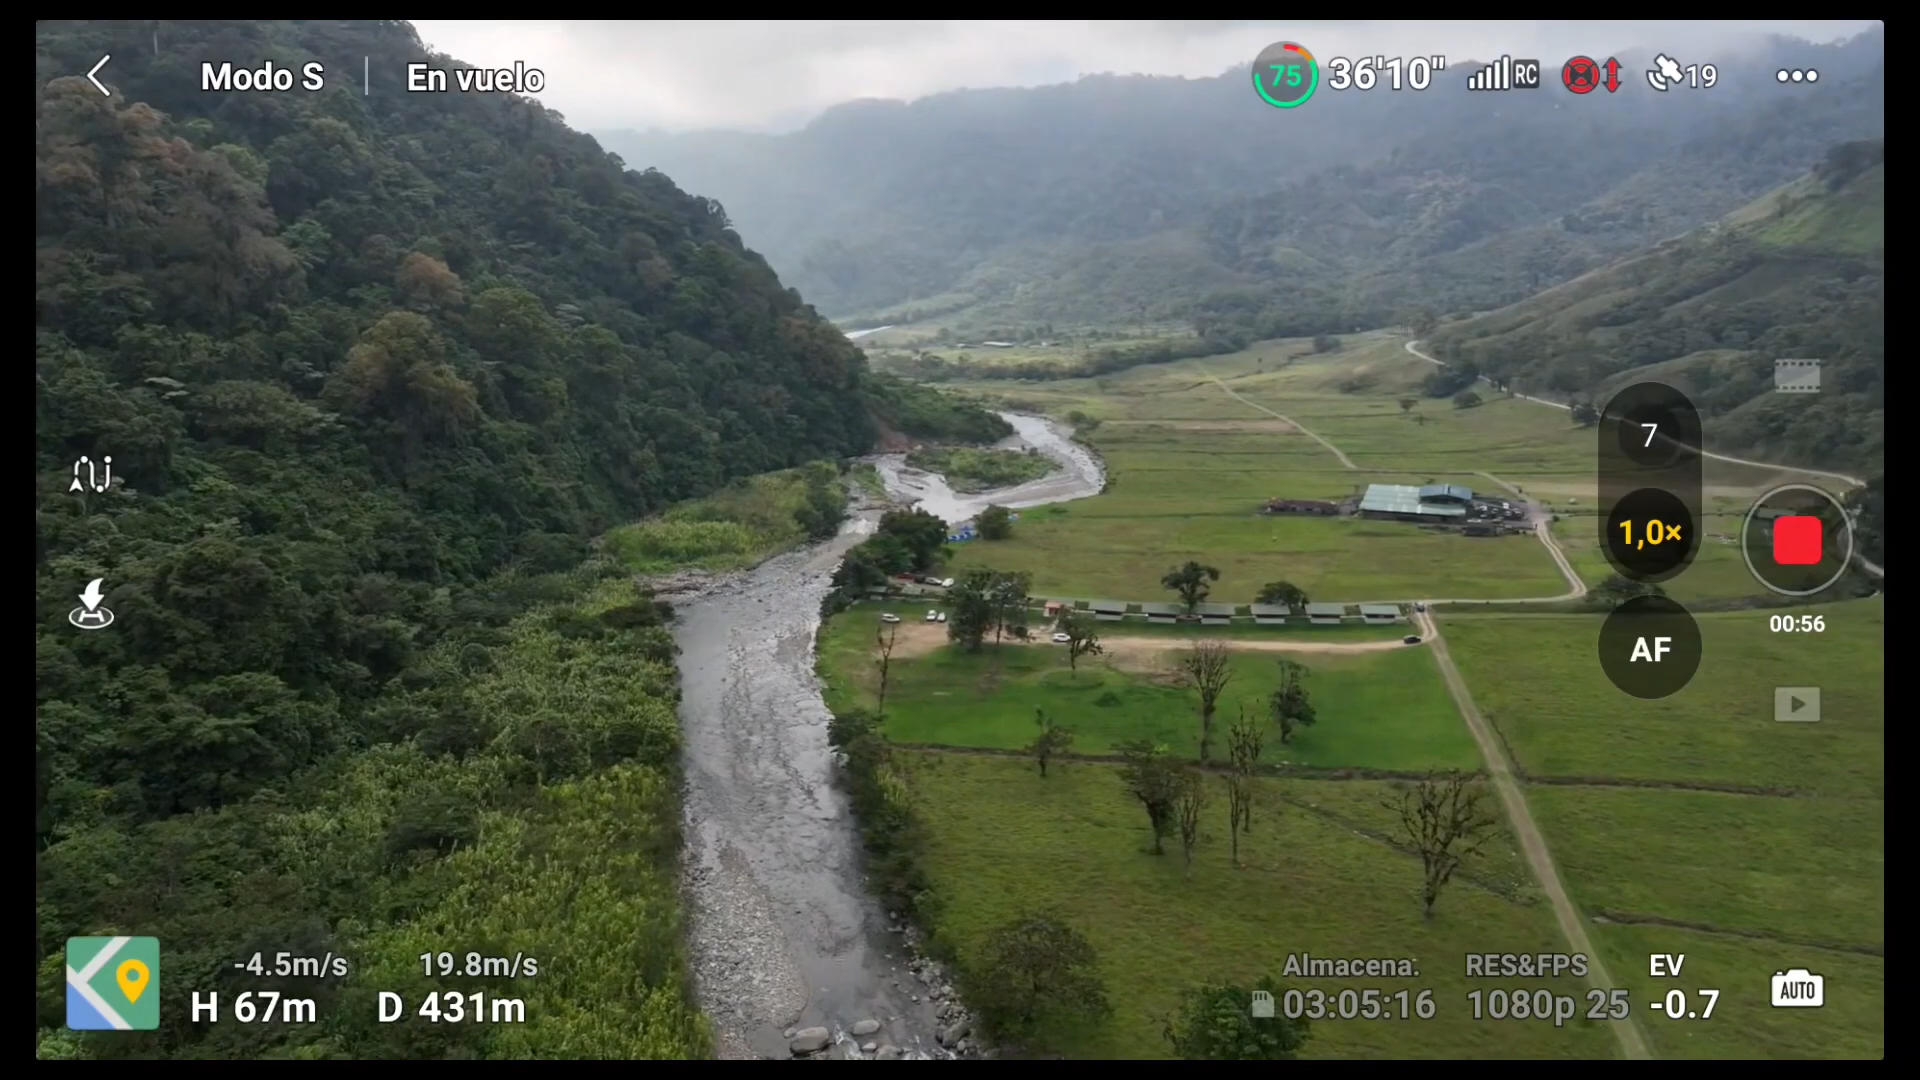 Modo S | En vuelo
75 36'10" RC 19
7
1,0×
AF
00:56
-4.5m/s 19.8m/s
H 67m D 431m
Almacena: RES&FPS EV
03:05:16 1080p 25 -0.7
AUTO